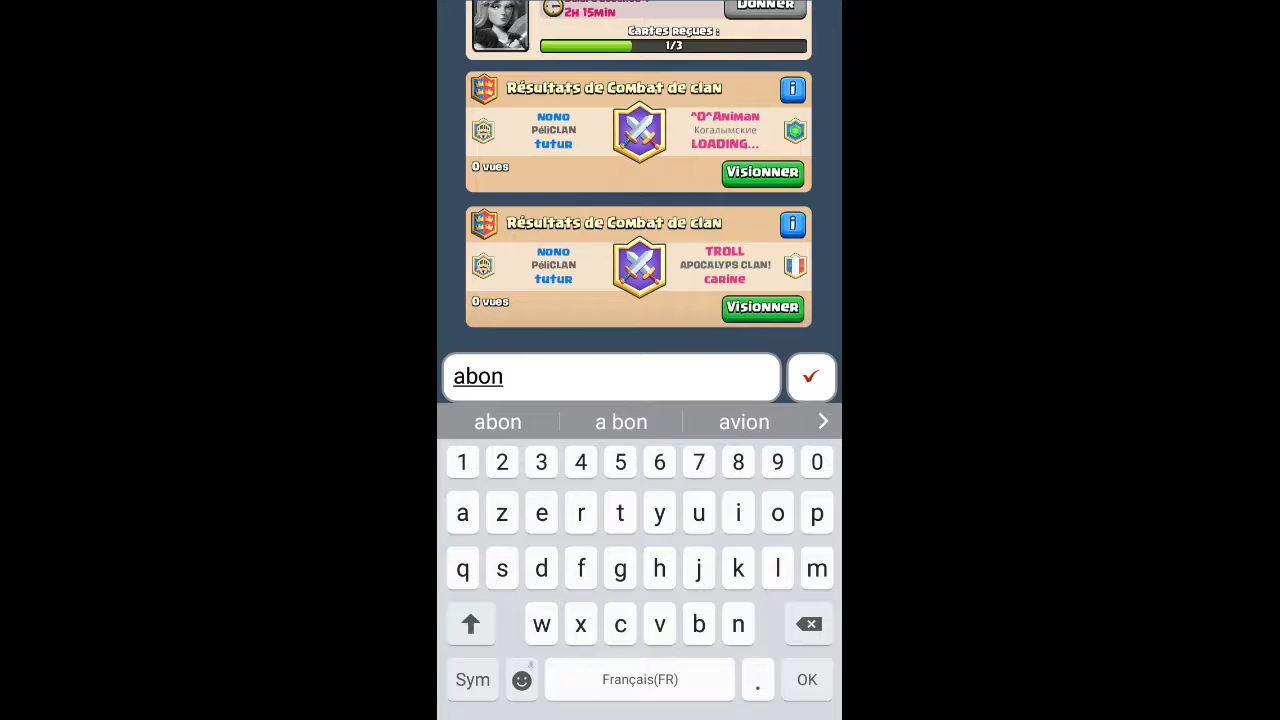 DONNER
2h 15min
Cartes reçues :
1/3
Résultats de Combat de clan
i
NONO
PéliCLAN
tutur
^O^Animan
Когалымские
LOADING...
0 vues
Visionner
Résultats de Combat de clan
i
NONO
PéliCLAN
tutur
TROLL
APOCALYPS CLAN!
carine
0 vues
Visionner
abon
abon a bon avion
1 2 3 4 5 6 7 8 9 0
a z e r t y u i o p
q s d f g h j k l m
w x c v b n
Sym Français(FR) . OK